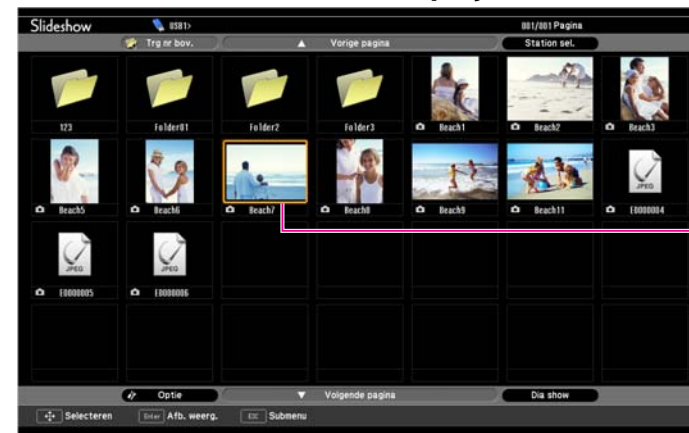 Slideshow USB1> 001/001 Pagina
Trg nr bov. ▲ Vorige pagina Station sel.
123 Folder01 Folder2 Folder3 Beach1 Beach2 Beach3
JPEG
Beach5 Beach6 Beach7 Beach8 Beach9 Beach11 E0000004
JPEG JPEG
E0000005 E0000006
Optie ▼ Volgende pagina Dia show
Selecteren Enter Afb. weerg. ESC Submenu